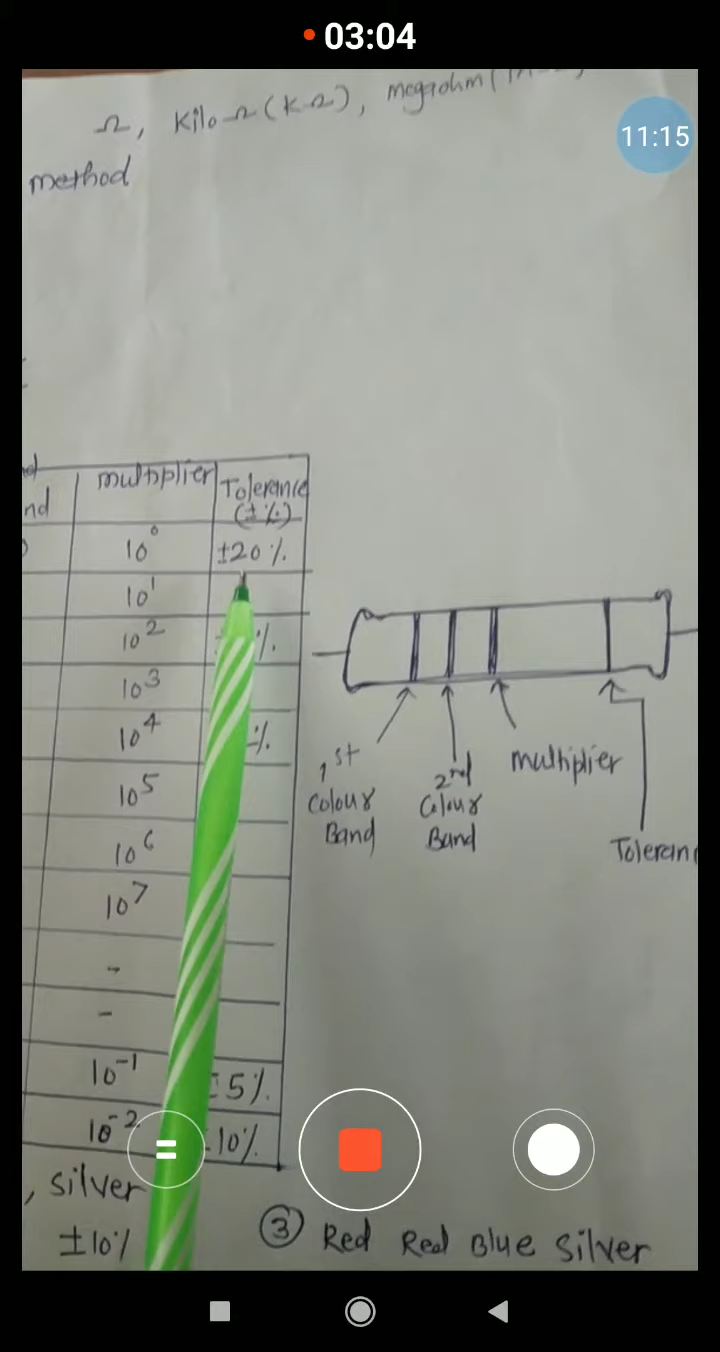 03:04
11:15
Ω, Kilo-Ω (K-Ω), megaohm (
method
nd
multiplier
Tolerance
(±%)
10⁰
±20%
10¹
10²
%.
10³
10⁴
%
10⁵
10⁶
10⁷
-
-
10⁻¹
5%.
10⁻²
10%
1st
colour
Band
2nd
Colour
Band
multiplier
Toleran
, silver
±10%
③ Red Red Blue silver